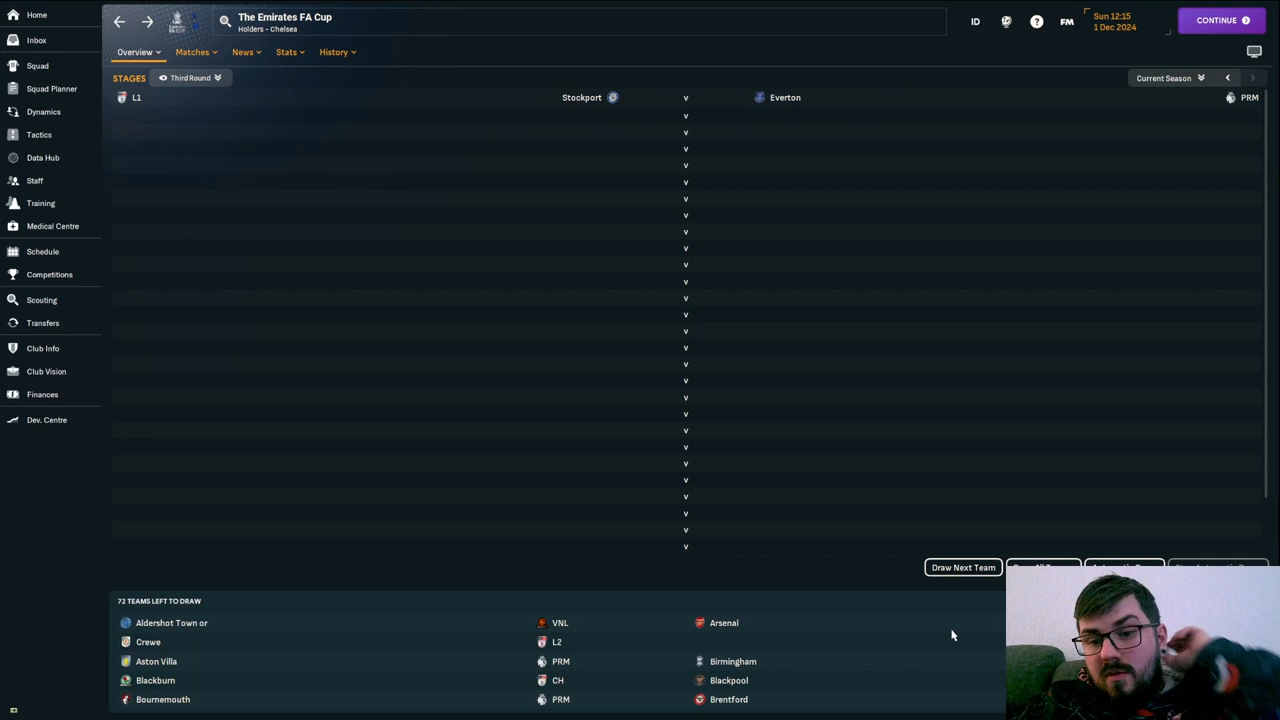 Home
The Emirates FA Cup
Holders - Chelsea
ID
FM
Sun 12:15
1 Dec 2024
CONTINUE
Inbox
Overview
Matches
News
Stats
History
Squad
STAGES
Third Round
Current Season
Squad Planner
L1
Stockport
v
Everton
PRM
Dynamics
v
Tactics
v
Data Hub
v
v
Staff
v
Training
v
v
Medical Centre
v
Schedule
v
Competitions
v
v
Scouting
v
Transfers
v
v
Club Info
v
Club Vision
v
v
Finances
v
Dev. Centre
v
v
v
v
v
v
v
v
v
Draw Next Team
72 TEAMS LEFT TO DRAW
Aldershot Town or
VNL
Arsenal
Crewe
L2
Aston Villa
PRM
Birmingham
Blackburn
CH
Blackpool
Bournemouth
PRM
Brentford